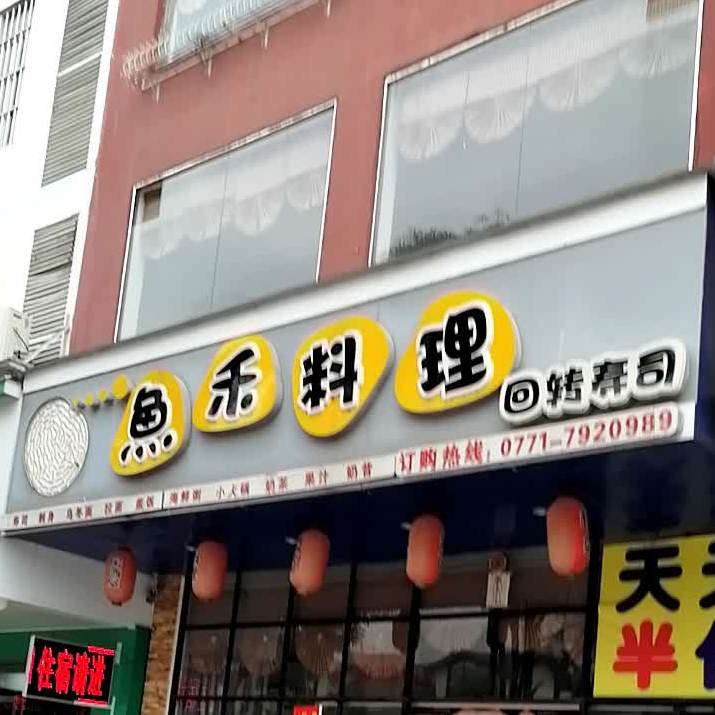 魚禾料理
回转寿司
寿司 刺身 乌冬面 拉面 盖饭 海鲜粥 小火锅 奶茶 果汁 奶昔 订购热线：0771-7920989
天天
半
住宿请进